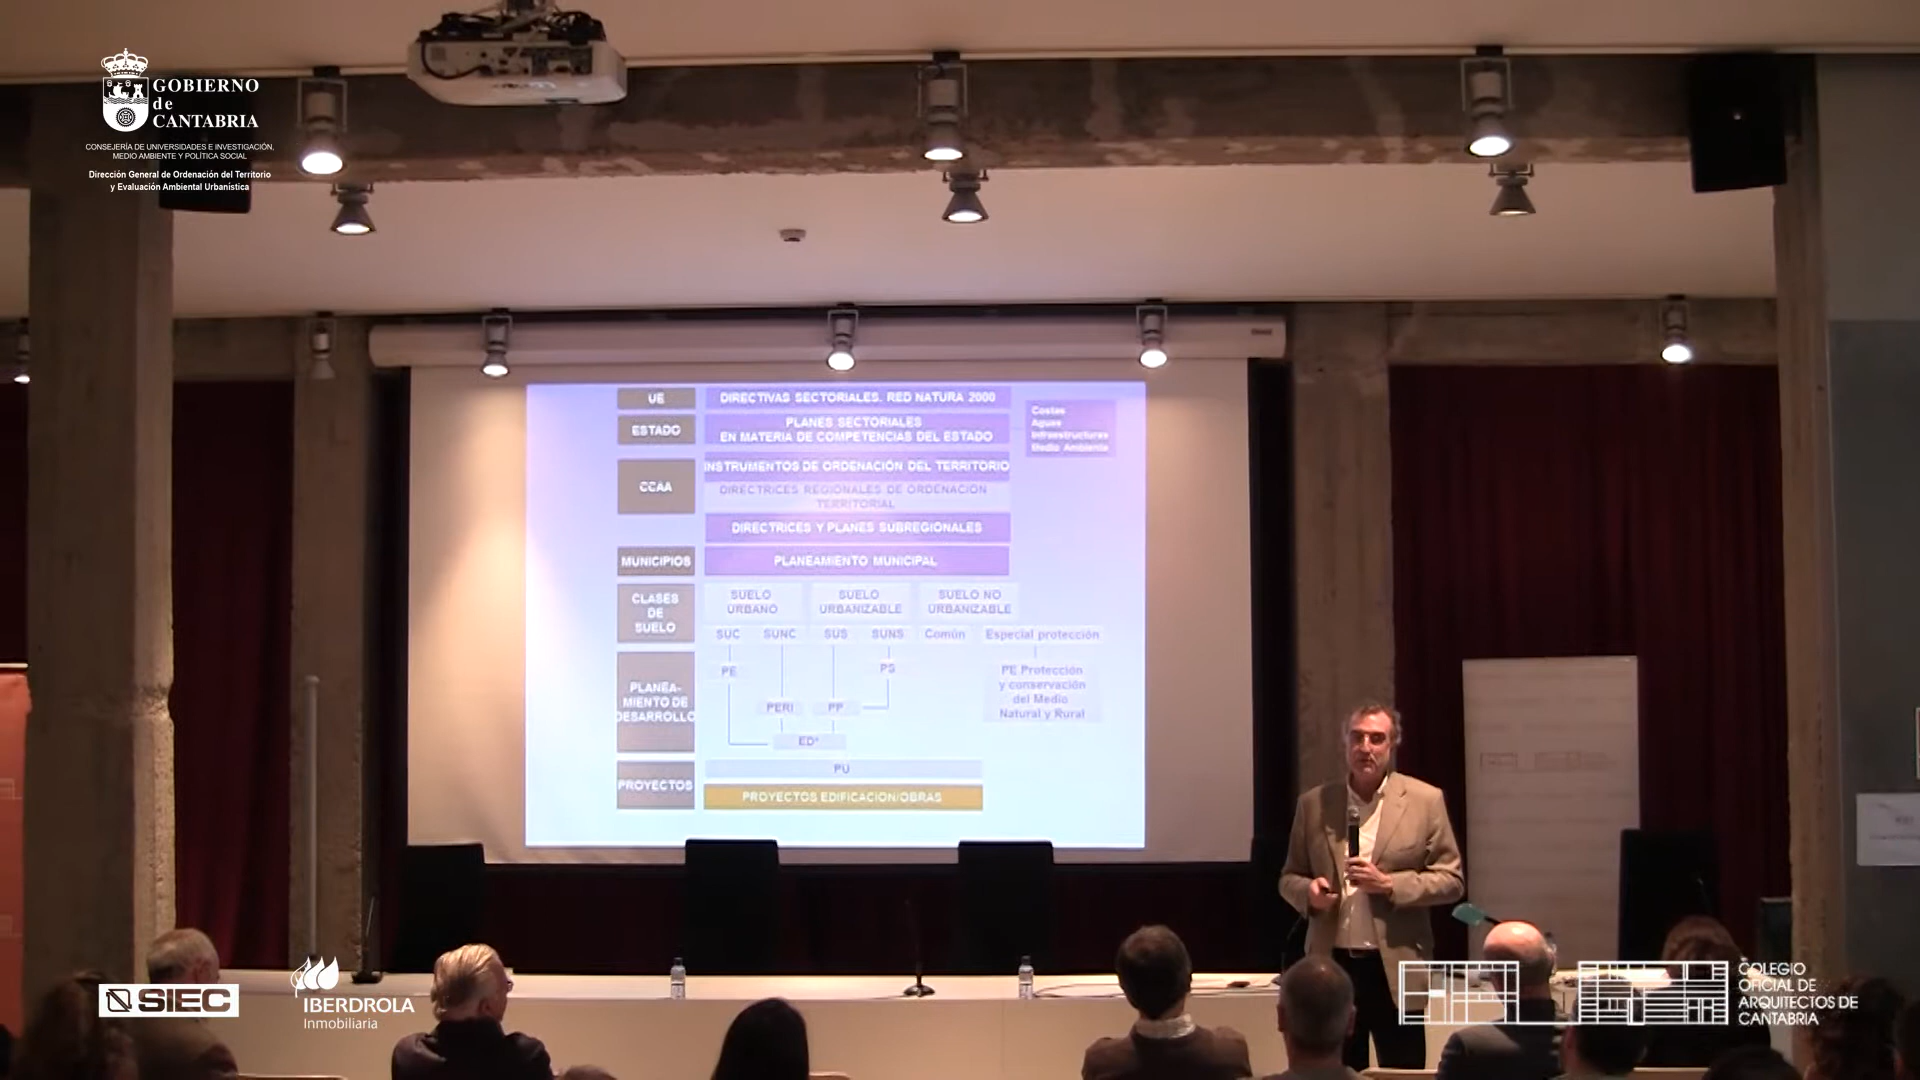 GOBIERNO
de
CANTABRIA
CONSEJERÍA DE UNIVERSIDADES E INVESTIGACIÓN,
MEDIO AMBIENTE Y POLÍTICA SOCIAL
Dirección General de Ordenación del Territorio
y Evaluación Ambiental Urbanística
UE
DIRECTIVAS SECTORIALES. RED NATURA 2000
ESTADO
PLANES SECTORIALES
EN MATERIA DE COMPETENCIAS DEL ESTADO
Costas
Aguas
Infraestructuras
Medio Ambiente
CCAA
INSTRUMENTOS DE ORDENACIÓN DEL TERRITORIO
DIRECTRICES REGIONALES DE ORDENACIÓN
TERRITORIAL
DIRECTRICES Y PLANES SUBREGIONALES
MUNICIPIOS
PLANEAMIENTO MUNICIPAL
CLASES
DE
SUELO
SUELO
URBANO
SUELO
URBANIZABLE
SUELO NO
URBANIZABLE
SUC
SUNC
SUS
SUNS
Común
Especial protección
PLANEA-
MIENTO DE
DESARROLLO
PE
PS
PE Protección
y conservación
del Medio
Natural y Rural
PERI
PP
ED*
PROYECTOS
PU
PROYECTOS EDIFICACION/OBRAS
SIEC
IBERDROLA
Inmobiliaria
COLEGIO
OFICIAL DE
ARQUITECTOS DE
CANTABRIA